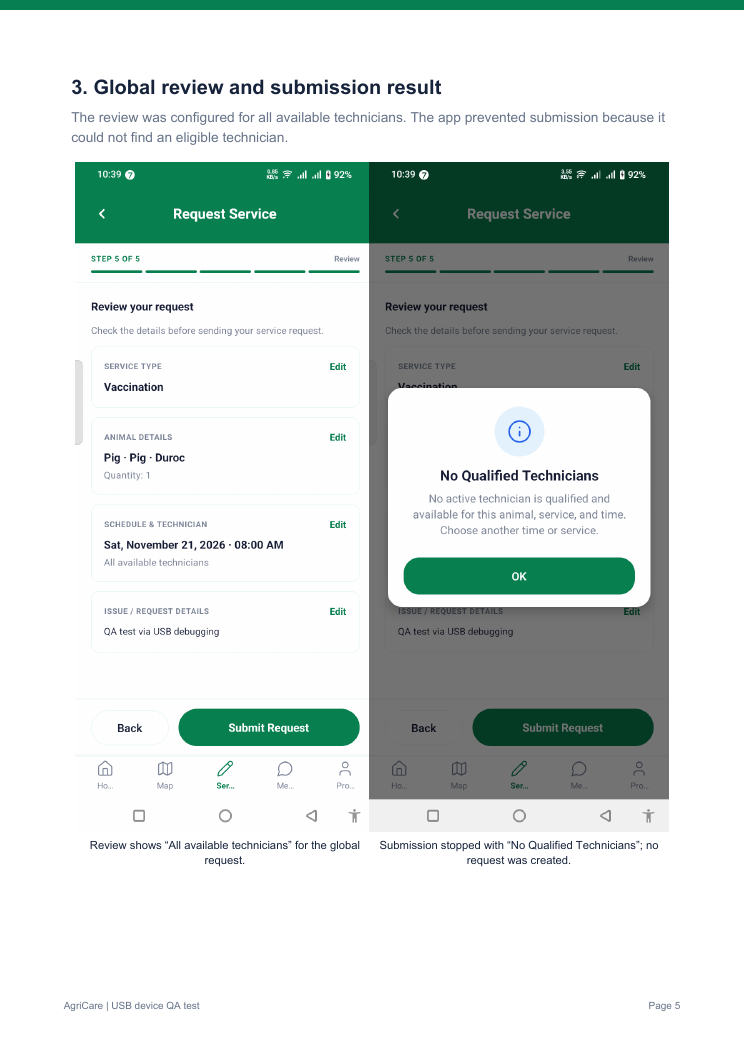 3. Global review and submission result
The review was configured for all available technicians. The app prevented submission because it
could not find an eligible technician.
10:39
0.85
KB/s
92%
Request Service
STEP 5 OF 5
Review
Review your request
Check the details before sending your service request.
SERVICE TYPE
Edit
Vaccination
ANIMAL DETAILS
Edit
Pig · Pig · Duroc
Quantity: 1
SCHEDULE & TECHNICIAN
Edit
Sat, November 21, 2026 · 08:00 AM
All available technicians
ISSUE / REQUEST DETAILS
Edit
QA test via USB debugging
Back
Submit Request
Ho...
Map
Ser...
Me...
Pro...
10:39
3.55
KB/s
92%
Request Service
STEP 5 OF 5
Review
Review your request
Check the details before sending your service request.
SERVICE TYPE
Edit
Vaccination
No Qualified Technicians
No active technician is qualified and
available for this animal, service, and time.
Choose another time or service.
OK
ISSUE / REQUEST DETAILS
Edit
QA test via USB debugging
Back
Submit Request
Ho...
Map
Ser...
Me...
Pro...
Review shows “All available technicians” for the global
request.
Submission stopped with “No Qualified Technicians”; no
request was created.
AgriCare | USB device QA test
Page 5